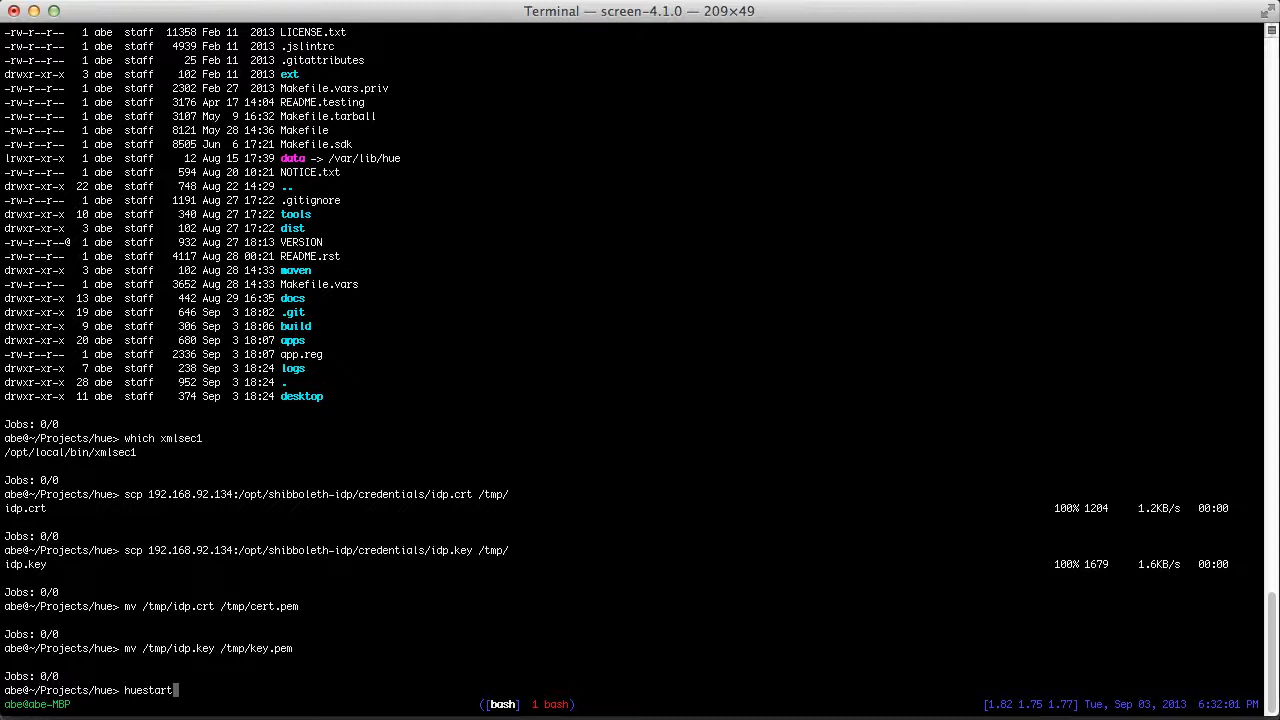 Terminal — screen-4.1.0 — 209×49
-rw-r--r-- 1 abe staff 11358 Feb 11 2013 LICENSE.txt
-rw-r--r-- 1 abe staff 4939 Feb 11 2013 .jslintrc
-rw-r--r-- 1 abe staff 25 Feb 11 2013 .gitattributes
drwxr-xr-x 3 abe staff 102 Feb 11 2013 ext
-rw-r--r-- 1 abe staff 2302 Feb 27 2013 Makefile.vars.priv
-rw-r--r-- 1 abe staff 3176 Apr 17 14:04 README.testing
-rw-r--r-- 1 abe staff 3107 May 9 16:32 Makefile.tarball
-rw-r--r-- 1 abe staff 8121 May 28 14:36 Makefile
-rw-r--r-- 1 abe staff 8505 Jun 6 17:21 Makefile.sdk
lrwxr-xr-x 1 abe staff 12 Aug 15 17:39 data -> /var/lib/hue
-rw-r--r-- 1 abe staff 594 Aug 20 10:21 NOTICE.txt
drwxr-xr-x 22 abe staff 748 Aug 22 14:29 ..
-rw-r--r-- 1 abe staff 1191 Aug 27 17:22 .gitignore
drwxr-xr-x 10 abe staff 340 Aug 27 17:22 tools
drwxr-xr-x 3 abe staff 102 Aug 27 17:22 dist
-rw-r--r--@ 1 abe staff 932 Aug 27 18:13 VERSION
-rw-r--r-- 1 abe staff 4117 Aug 28 00:21 README.rst
drwxr-xr-x 3 abe staff 102 Aug 28 14:33 maven
-rw-r--r-- 1 abe staff 3652 Aug 28 14:33 Makefile.vars
drwxr-xr-x 13 abe staff 442 Aug 29 16:35 docs
drwxr-xr-x 19 abe staff 646 Sep 3 18:02 .git
drwxr-xr-x 9 abe staff 306 Sep 3 18:06 build
drwxr-xr-x 20 abe staff 680 Sep 3 18:07 apps
-rw-r--r-- 1 abe staff 2336 Sep 3 18:07 app.reg
drwxr-xr-x 7 abe staff 238 Sep 3 18:24 logs
drwxr-xr-x 28 abe staff 952 Sep 3 18:24 .
drwxr-xr-x 11 abe staff 374 Sep 3 18:24 desktop
Jobs: 0/0
abe@~/Projects/hue> which xmlsec1
/opt/local/bin/xmlsec1
Jobs: 0/0
abe@~/Projects/hue> scp 192.168.92.134:/opt/shibboleth-idp/credentials/idp.crt /tmp/
idp.crt 100% 1204 1.2KB/s 00:00
Jobs: 0/0
abe@~/Projects/hue> scp 192.168.92.134:/opt/shibboleth-idp/credentials/idp.key /tmp/
idp.key 100% 1679 1.6KB/s 00:00
Jobs: 0/0
abe@~/Projects/hue> mv /tmp/idp.crt /tmp/cert.pem
Jobs: 0/0
abe@~/Projects/hue> mv /tmp/idp.key /tmp/key.pem
Jobs: 0/0
abe@~/Projects/hue> huestart
abe@abe-MBP ([bash] 1 bash) [1.82 1.75 1.77] Tue, Sep 03, 2013 6:32:01 PM